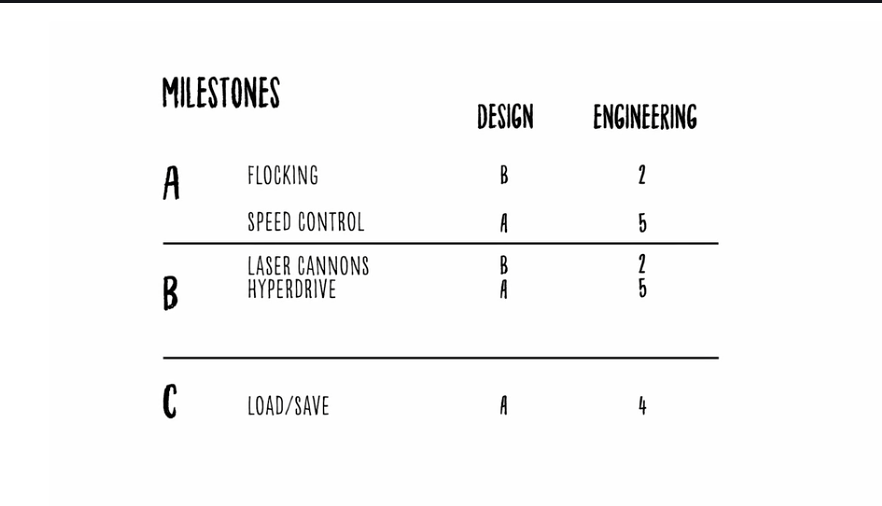 MILESTONES
DESIGN ENGINEERING
A FLOCKING B 2
SPEED CONTROL A 5
LASER CANNONS B 2
B HYPERDRIVE A 5
C LOAD/SAVE A 4